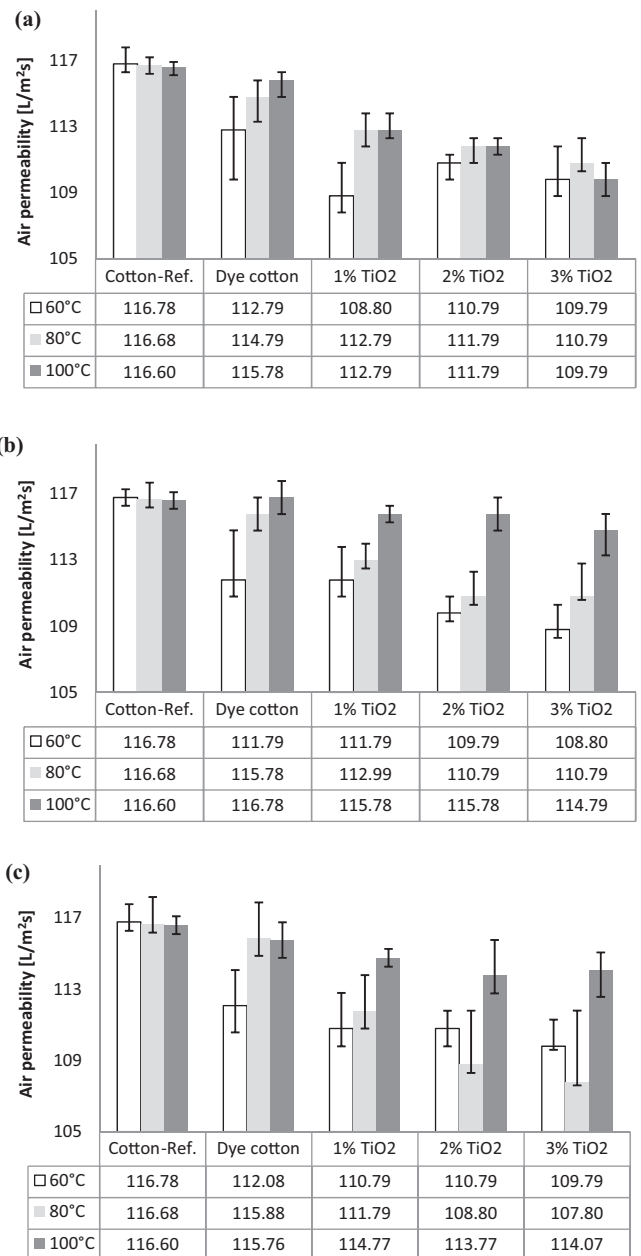 (a)
Air permeability [L/m²s]
117
113
109
105
Cotton-Ref. Dye cotton 1% TiO2 2% TiO2 3% TiO2
60°C 116.78 112.79 108.80 110.79 109.79
80°C 116.68 114.79 112.79 111.79 110.79
100°C 116.60 115.78 112.79 111.79 109.79
(b)
Air permeability [L/m²s]
117
113
109
105
Cotton-Ref. Dye cotton 1% TiO2 2% TiO2 3% TiO2
60°C 116.78 111.79 111.79 109.79 108.80
80°C 116.68 115.78 112.99 110.79 110.79
100°C 116.60 116.78 115.78 115.78 114.79
(c)
Air permeability [L/m²s]
117
113
109
105
Cotton-Ref. Dye cotton 1% TiO2 2% TiO2 3% TiO2
60°C 116.78 112.08 110.79 110.79 109.79
80°C 116.68 115.88 111.79 108.80 107.80
100°C 116.60 115.76 114.77 113.77 114.07